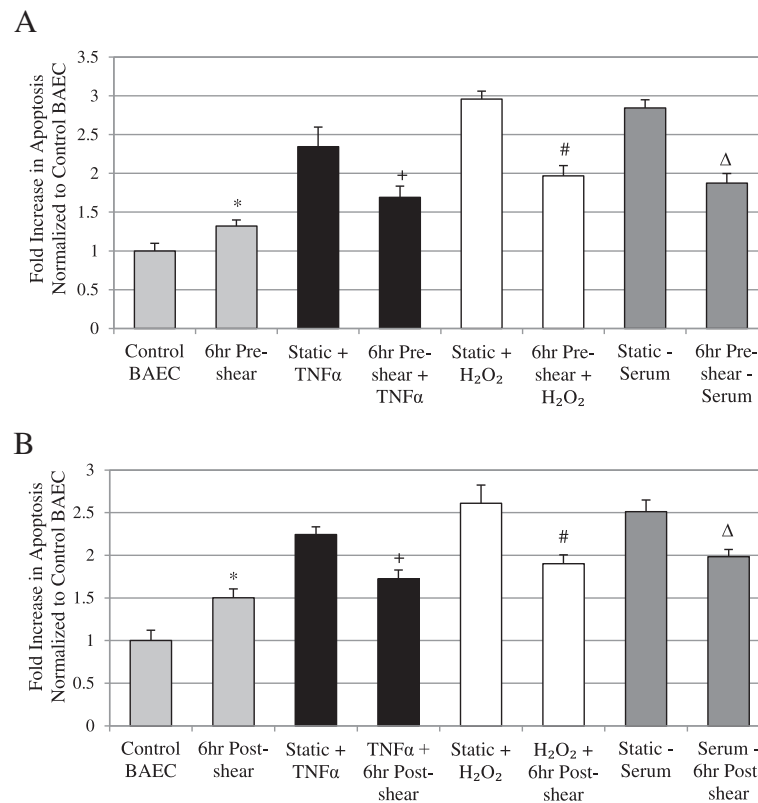 A
Fold Increase in Apoptosis
Normalized to Control BAEC
3.5
3
2.5
2
1.5
1
0.5
0
*
+
#
Δ
Control
BAEC
6hr Pre-
shear
Static +
TNFα
6hr Pre-
shear +
TNFα
Static +
H₂O₂
6hr Pre-
shear +
H₂O₂
Static -
Serum
6hr Pre-
shear -
Serum
B
Fold Increase in Apoptosis
Normalized to Control BAEC
3
2.5
2
1.5
1
0.5
0
*
+
#
Δ
Control
BAEC
6hr Post-
shear
Static +
TNFα
TNFα +
6hr Post-
shear
Static +
H₂O₂
H₂O₂ +
6hr Post-
shear
Static -
Serum
Serum -
6hr Post-
shear